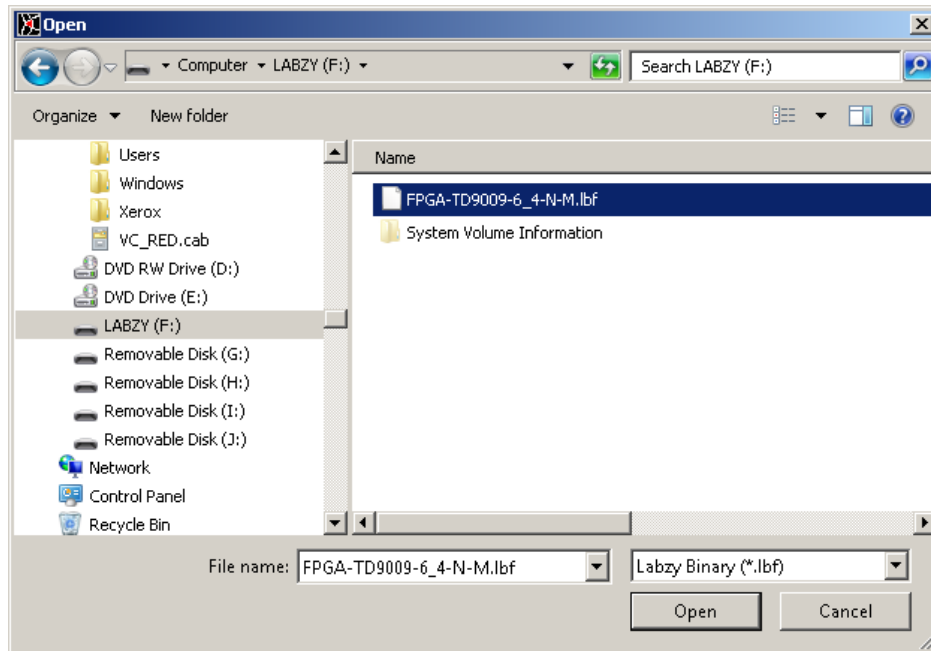 Open
Computer LABZY (F:)
Search LABZY (F:)
Organize New folder
Users
Windows
Xerox
VC_RED.cab
DVD RW Drive (D:)
DVD Drive (E:)
LABZY (F:)
Removable Disk (G:)
Removable Disk (H:)
Removable Disk (I:)
Removable Disk (J:)
Network
Control Panel
Recycle Bin
Name
FPGA-TD9009-6_4-N-M.lbf
System Volume Information
File name: FPGA-TD9009-6_4-N-M.lbf
Labzy Binary (*.lbf)
Open Cancel